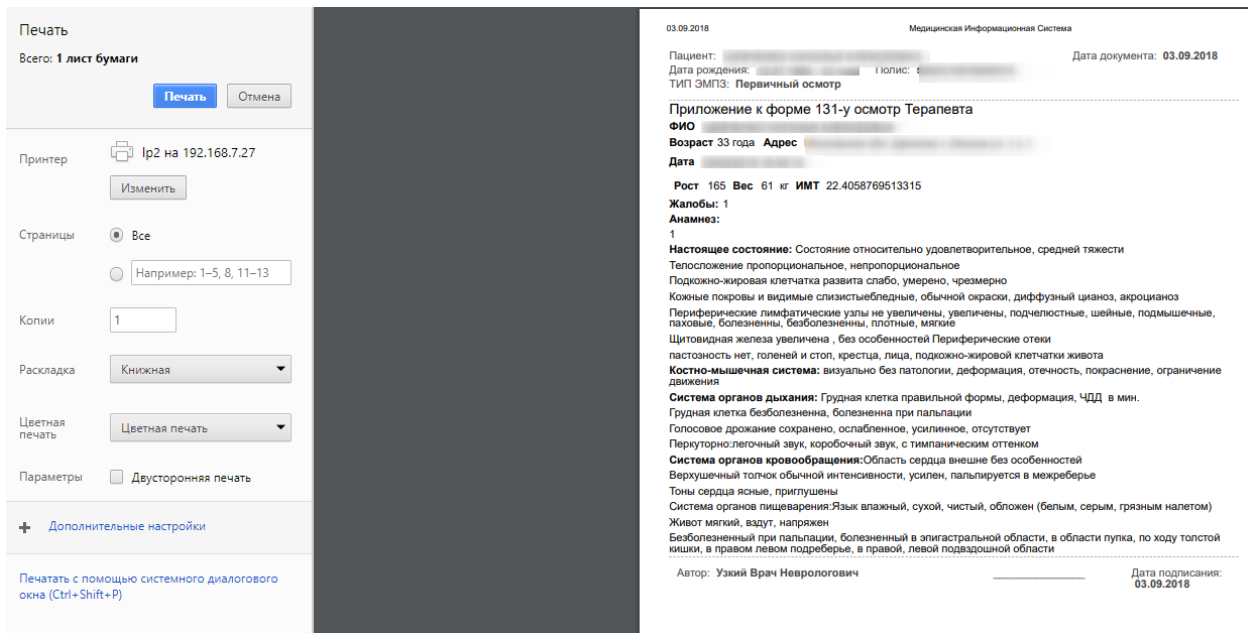 Печать
Всего: 1 лист бумаги
Печать Отмена
Принтер lp2 на 192.168.7.27
Изменить
Страницы Все
Например: 1–5, 8, 11–13
Копии 1
Раскладка Книжная
Цветная печать Цветная печать
Параметры Двусторонняя печать
Дополнительные настройки
Печатать с помощью системного диалогового
окна (Ctrl+Shift+P)
03.09.2018 Медицинская Информационная Система
Пациент: Дата документа: 03.09.2018
Дата рождения: Полис:
ТИП ЭМПЗ: Первичный осмотр
Приложение к форме 131-у осмотр Терапевта
ФИО
Возраст 33 года Адрес
Дата
Рост 165 Вес 61 кг ИМТ 22.4058769513315
Жалобы: 1
Анамнез:
1
Настоящее состояние: Состояние относительно удовлетворительное, средней тяжести
Телосложение пропорциональное, непропорциональное
Подкожно-жировая клетчатка развита слабо, умерено, чрезмерно
Кожные покровы и видимые слизистыебледные, обычной окраски, диффузный цианоз, акроцианоз
Периферические лимфатические узлы не увеличены, увеличены, подчелюстные, шейные, подмышечные,
паховые, болезненны, безболезненны, плотные, мягкие
Щитовидная железа увеличена , без особенностей Периферические отеки
пастозность нет, голеней и стоп, крестца, лица, подкожно-жировой клетчатки живота
Костно-мышечная система: визуально без патологии, деформация, отечность, покраснение, ограничение
движения
Система органов дыхания: Грудная клетка правильной формы, деформация, ЧДД в мин.
Грудная клетка безболезненна, болезненна при пальпации
Голосовое дрожание сохранено, ослабленное, усилинное, отсутствует
Перкуторно:легочный звук, коробочный звук, с тимпаническим оттенком
Система органов кровообращения:Область сердца внешне без особенностей
Верхушечный толчок обычной интенсивности, усилен, пальпируется в межреберье
Тоны сердца ясные, приглушены
Система органов пищеварения:Язык влажный, сухой, чистый, обложен (белым, серым, грязным налетом)
Живот мягкий, вздут, напряжен
Безболезненный при пальпации, болезненный в эпигастральной области, в области пупка, по ходу толстой
кишки, в правом левом подреберье, в правой, левой подвздошной области
Автор: Узкий Врач Неврологович Дата подписания:
03.09.2018